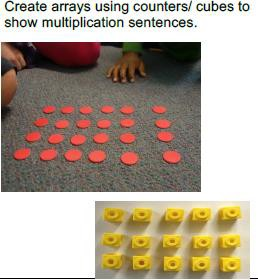 Create arrays using counters/ cubes to
show multiplication sentences.